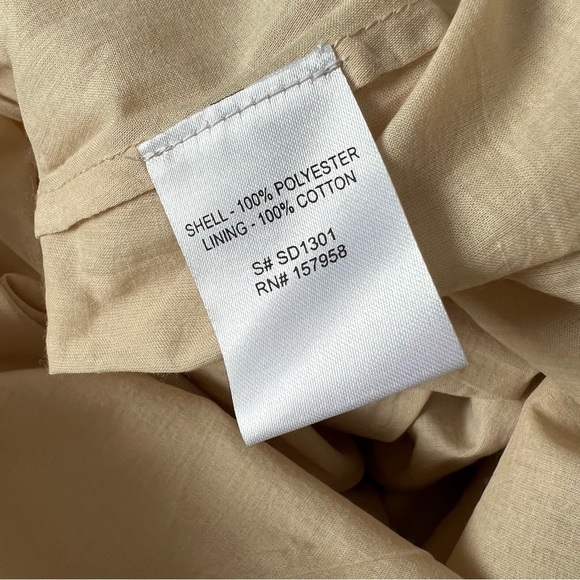 SHELL - 100% POLYESTER
LINING - 100% COTTON
S# SD1301
RN# 157958